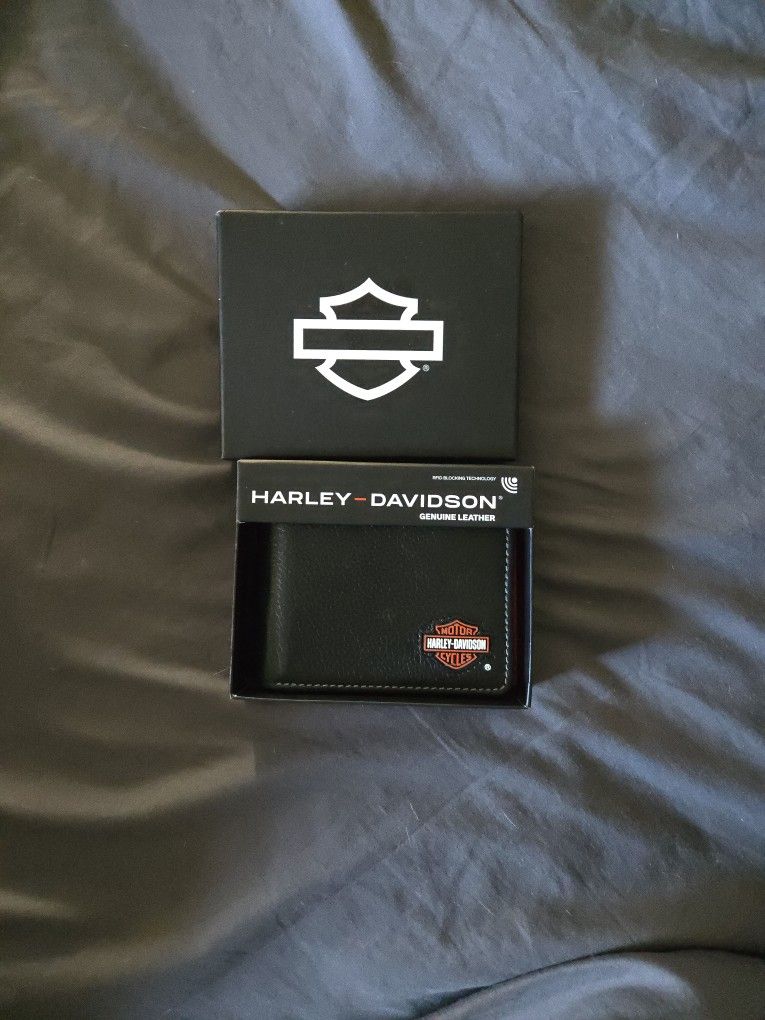 ®
RFID BLOCKING TECHNOLOGY
HARLEY-DAVIDSON®
GENUINE LEATHER
MOTOR
HARLEY-DAVIDSON
CYCLES
®